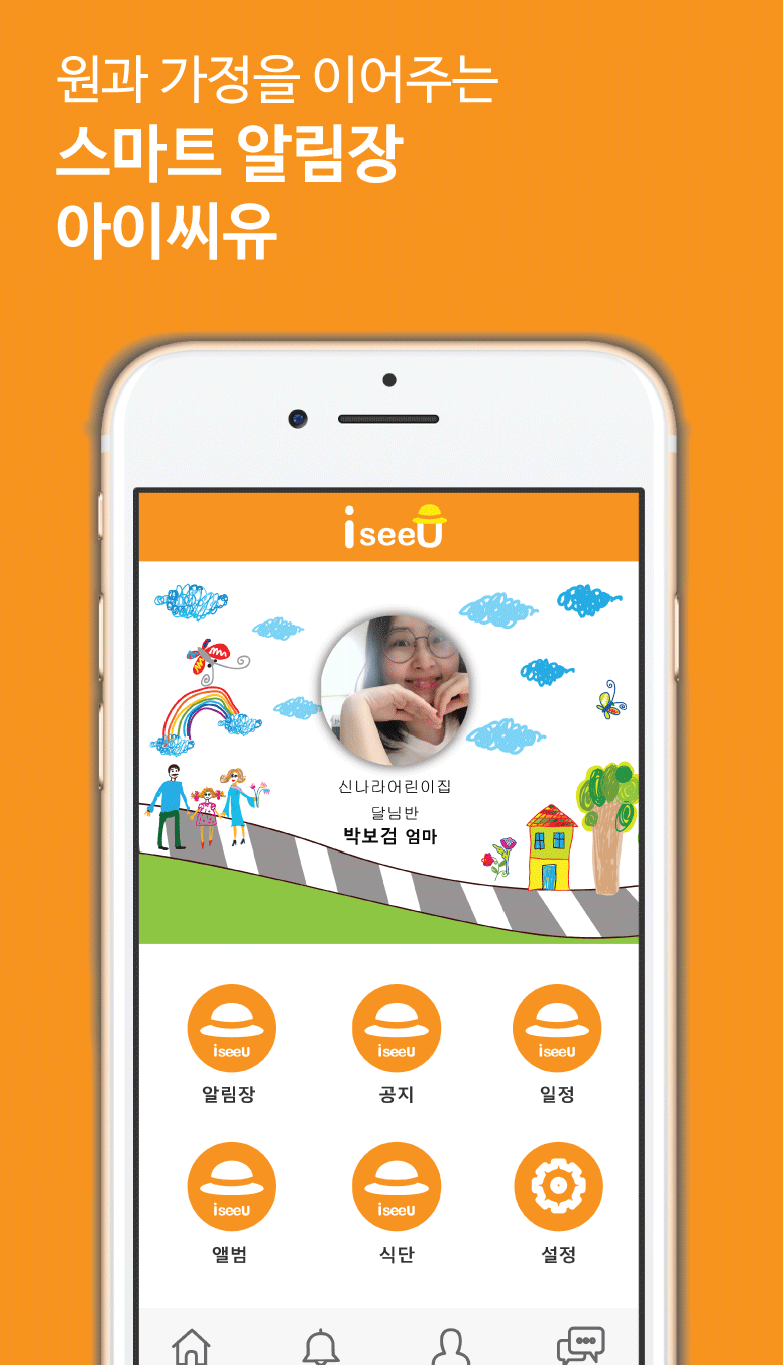 원과 가정을 이어주는
스마트 알림장
아이씨유
iseeU
신나라어린이집
달님반
박보검 엄마
iseeU
iseeU
iseeU
알림장
공지
일정
iseeU
iseeU
앨범
식단
설정